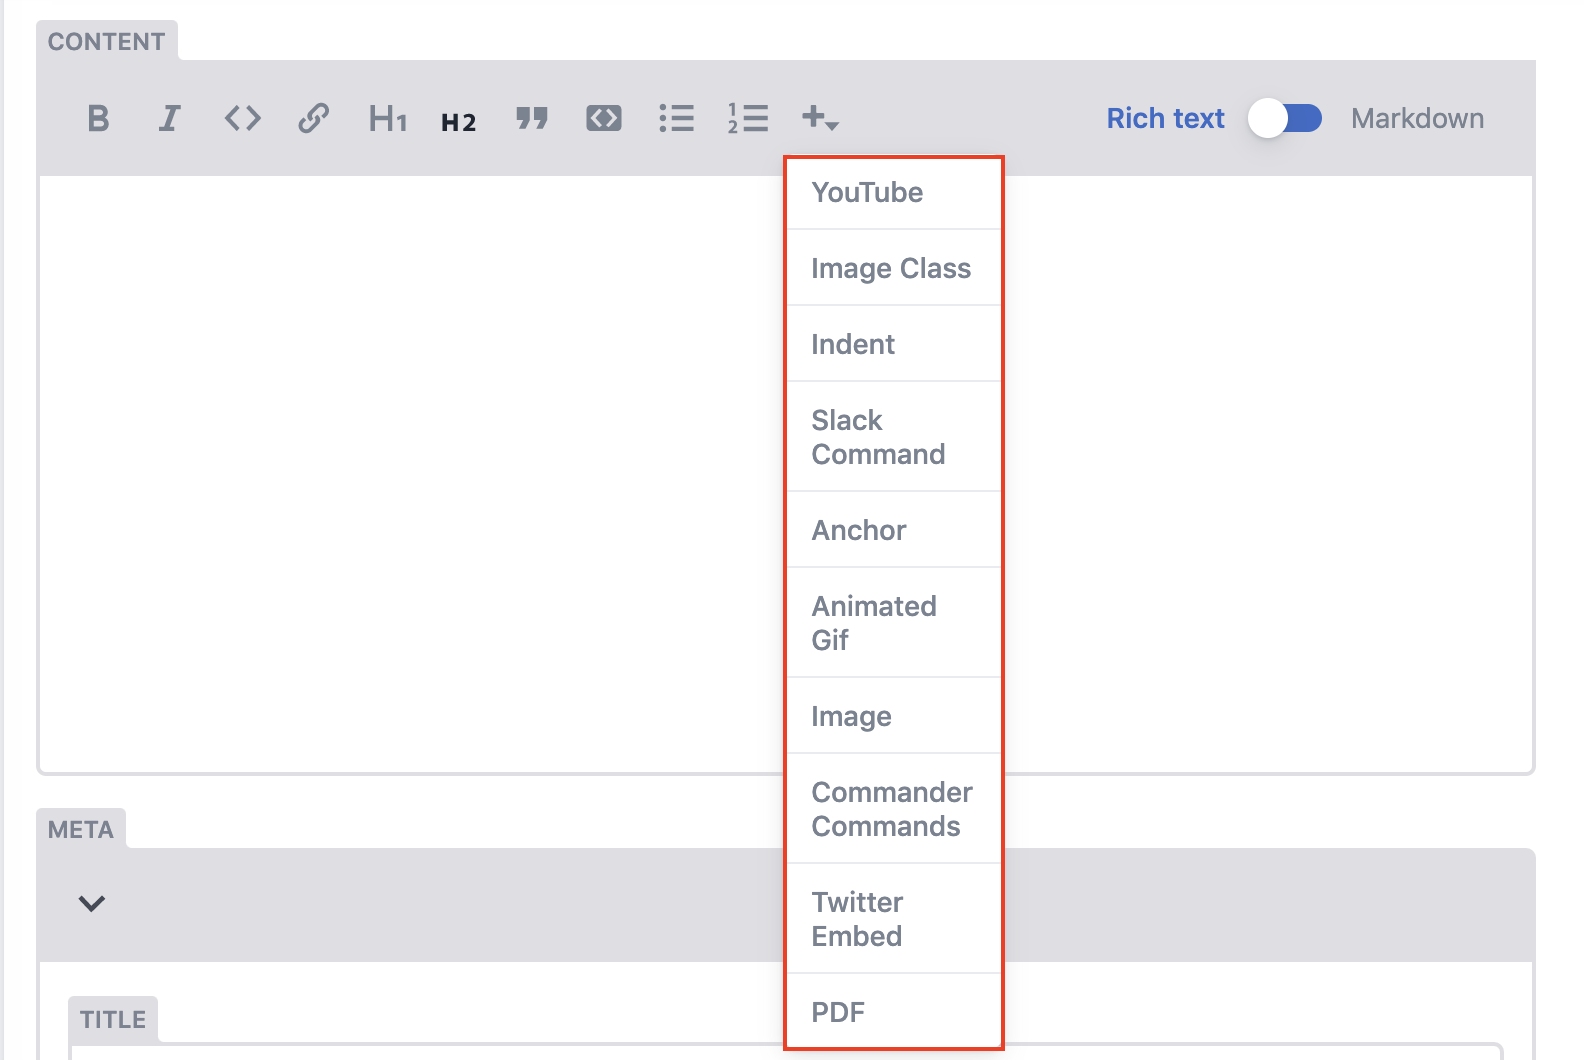 CONTENT
B I <> H1 H2 Rich text Markdown
YouTube
Image Class
Indent
Slack
Command
Anchor
Animated
Gif
Image
Commander
Commands
META
Twitter
Embed
PDF
TITLE